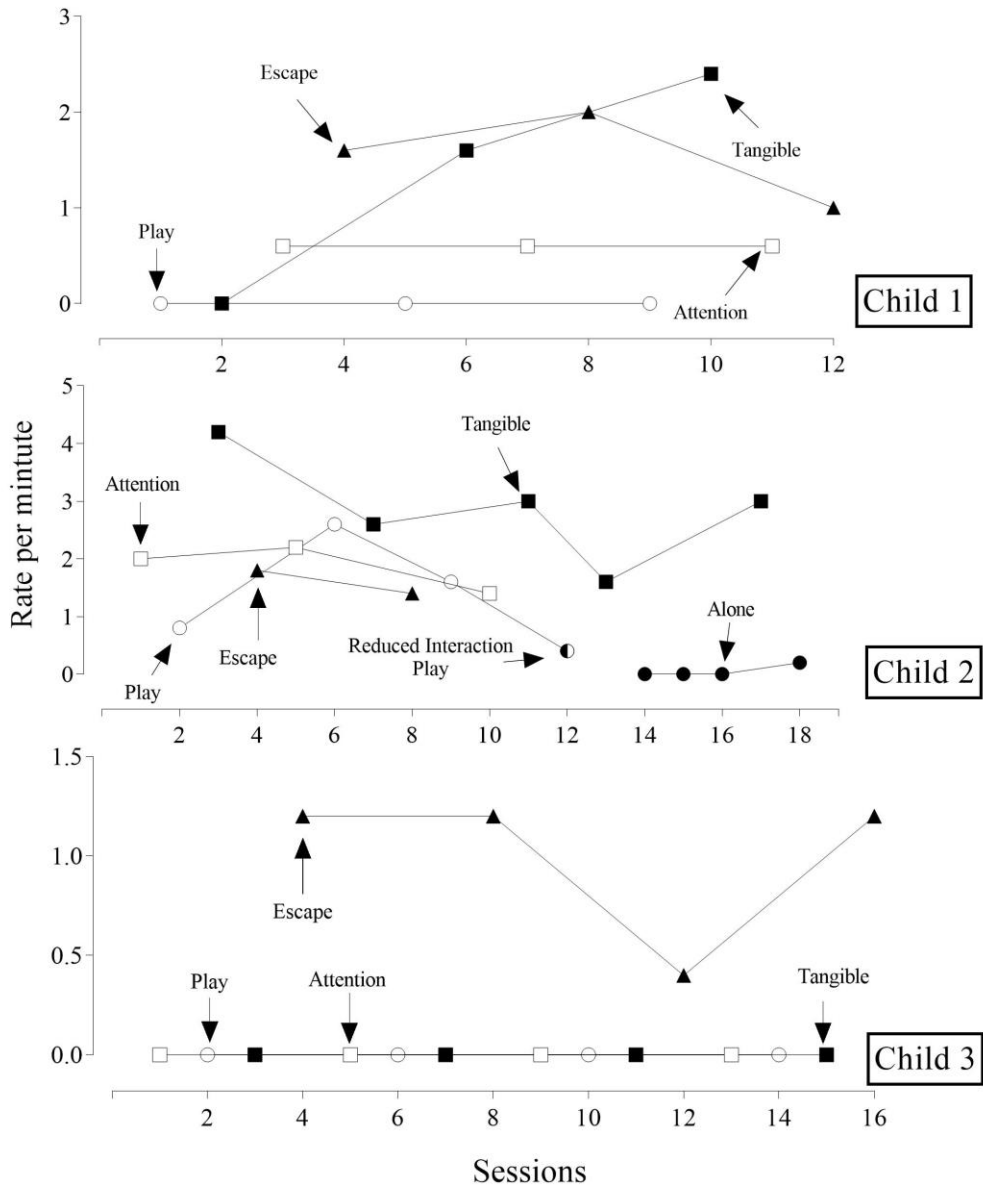 3
Escape
2
Tangible
Play
1
0
Attention
Child 1
2
4
6
8
10
12
Rate per mintute
5
Tangible
4
Attention
3
2
1
Reduced Interaction
Play
Alone
Escape
Play
0
Child 2
2
4
6
8
10
12
14
16
18
1.5
1.0
Escape
0.5
Play
Attention
Tangible
0.0
Child 3
2
4
6
8
10
12
14
16
Sessions